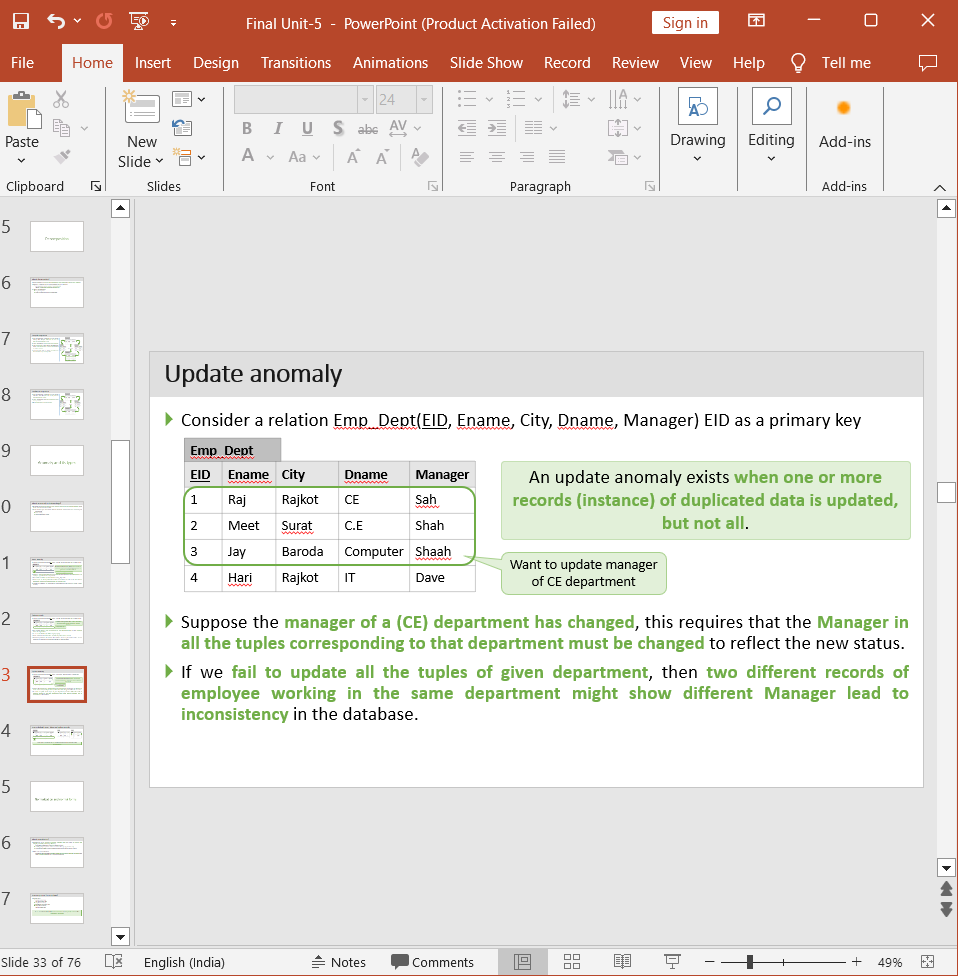 Final Unit-5 - PowerPoint (Product Activation Failed)
Sign in
File Home Insert Design Transitions Animations Slide Show Record Review View Help Tell me
Paste
New
Slide
24
B I U S abc AV
A Aa A A A
Drawing
Editing
Add-ins
Clipboard Slides Font Paragraph Add-ins
5
6
7
8
9
0
1
2
3
4
5
6
7
Update anomaly
Consider a relation Emp_Dept(EID, Ename, City, Dname, Manager) EID as a primary key
Emp_Dept
EID Ename City Dname Manager
1 Raj Rajkot CE Sah
2 Meet Surat C.E Shah
3 Jay Baroda Computer Shaah
4 Hari Rajkot IT Dave
An update anomaly exists when one or more
records (instance) of duplicated data is updated,
but not all.
Want to update manager
of CE department
Suppose the manager of a (CE) department has changed, this requires that the Manager in
all the tuples corresponding to that department must be changed to reflect the new status.
If we fail to update all the tuples of given department, then two different records of
employee working in the same department might show different Manager lead to
inconsistency in the database.
Slide 33 of 76
English (India)
Notes
Comments
49%